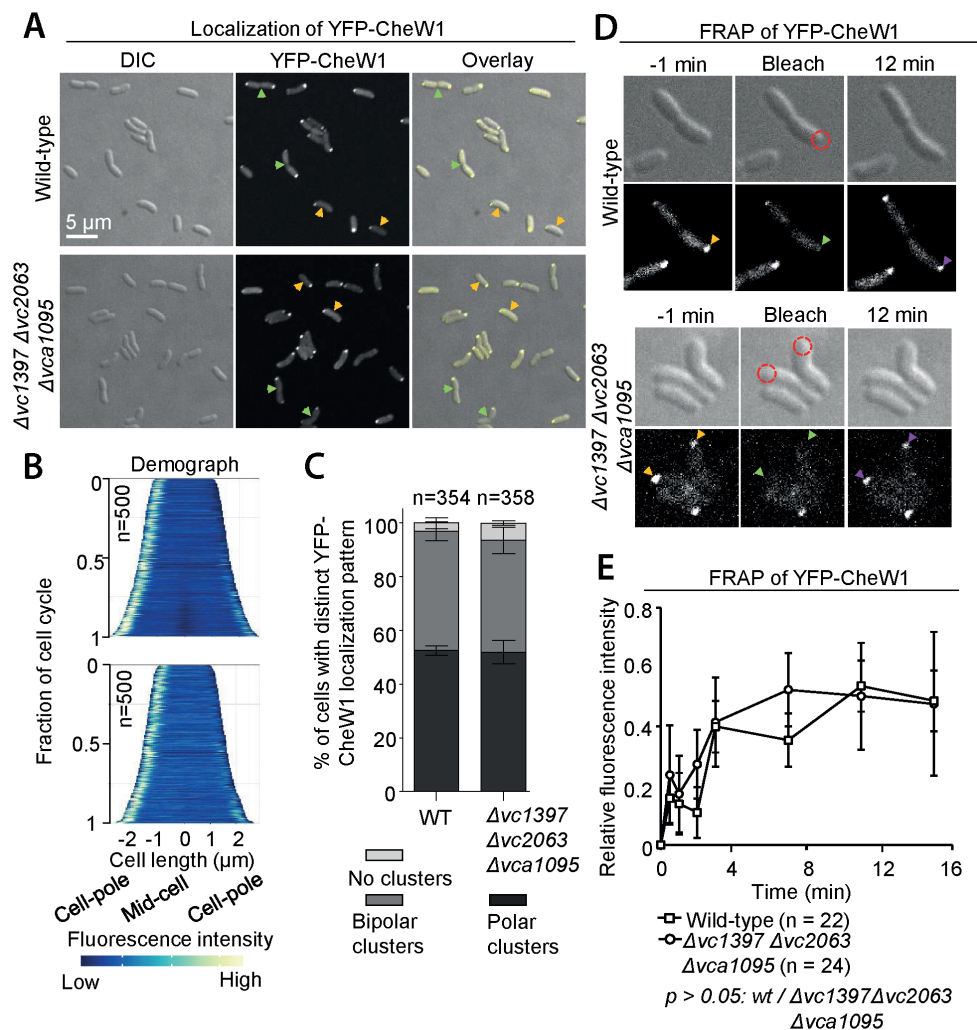 A
Localization of YFP-CheW1
DIC
YFP-CheW1
Overlay
Wild-type
5 µm
Δvc1397 Δvc2063
Δvca1095
B
Demograph
n=500
0
0.5
1
n=500
0
0.5
1
Fraction of cell cycle
-2 -1 0 1 2
Cell length (µm)
Cell-pole
Mid-cell
Cell-pole
Fluorescence intensity
Low
High
C
n=354 n=358
100
80
60
40
20
0
% of cells with distinct YFP-
CheW1 localization pattern
WT
Δvc1397
Δvc2063
Δvca1095
No clusters
Bipolar
clusters
Polar
clusters
D
FRAP of YFP-CheW1
-1 min
Bleach
12 min
Wild-type
-1 min
Bleach
12 min
Δvc1397 Δvc2063
Δvca1095
E
FRAP of YFP-CheW1
0.8
0.6
0.4
0.2
0
Relative fluorescence intensity
0 4 8 12 16
Time (min)
Wild-type (n = 22)
Δvc1397 Δvc2063
Δvca1095 (n = 24)
p > 0.05: wt / Δvc1397Δvc2063
Δvca1095